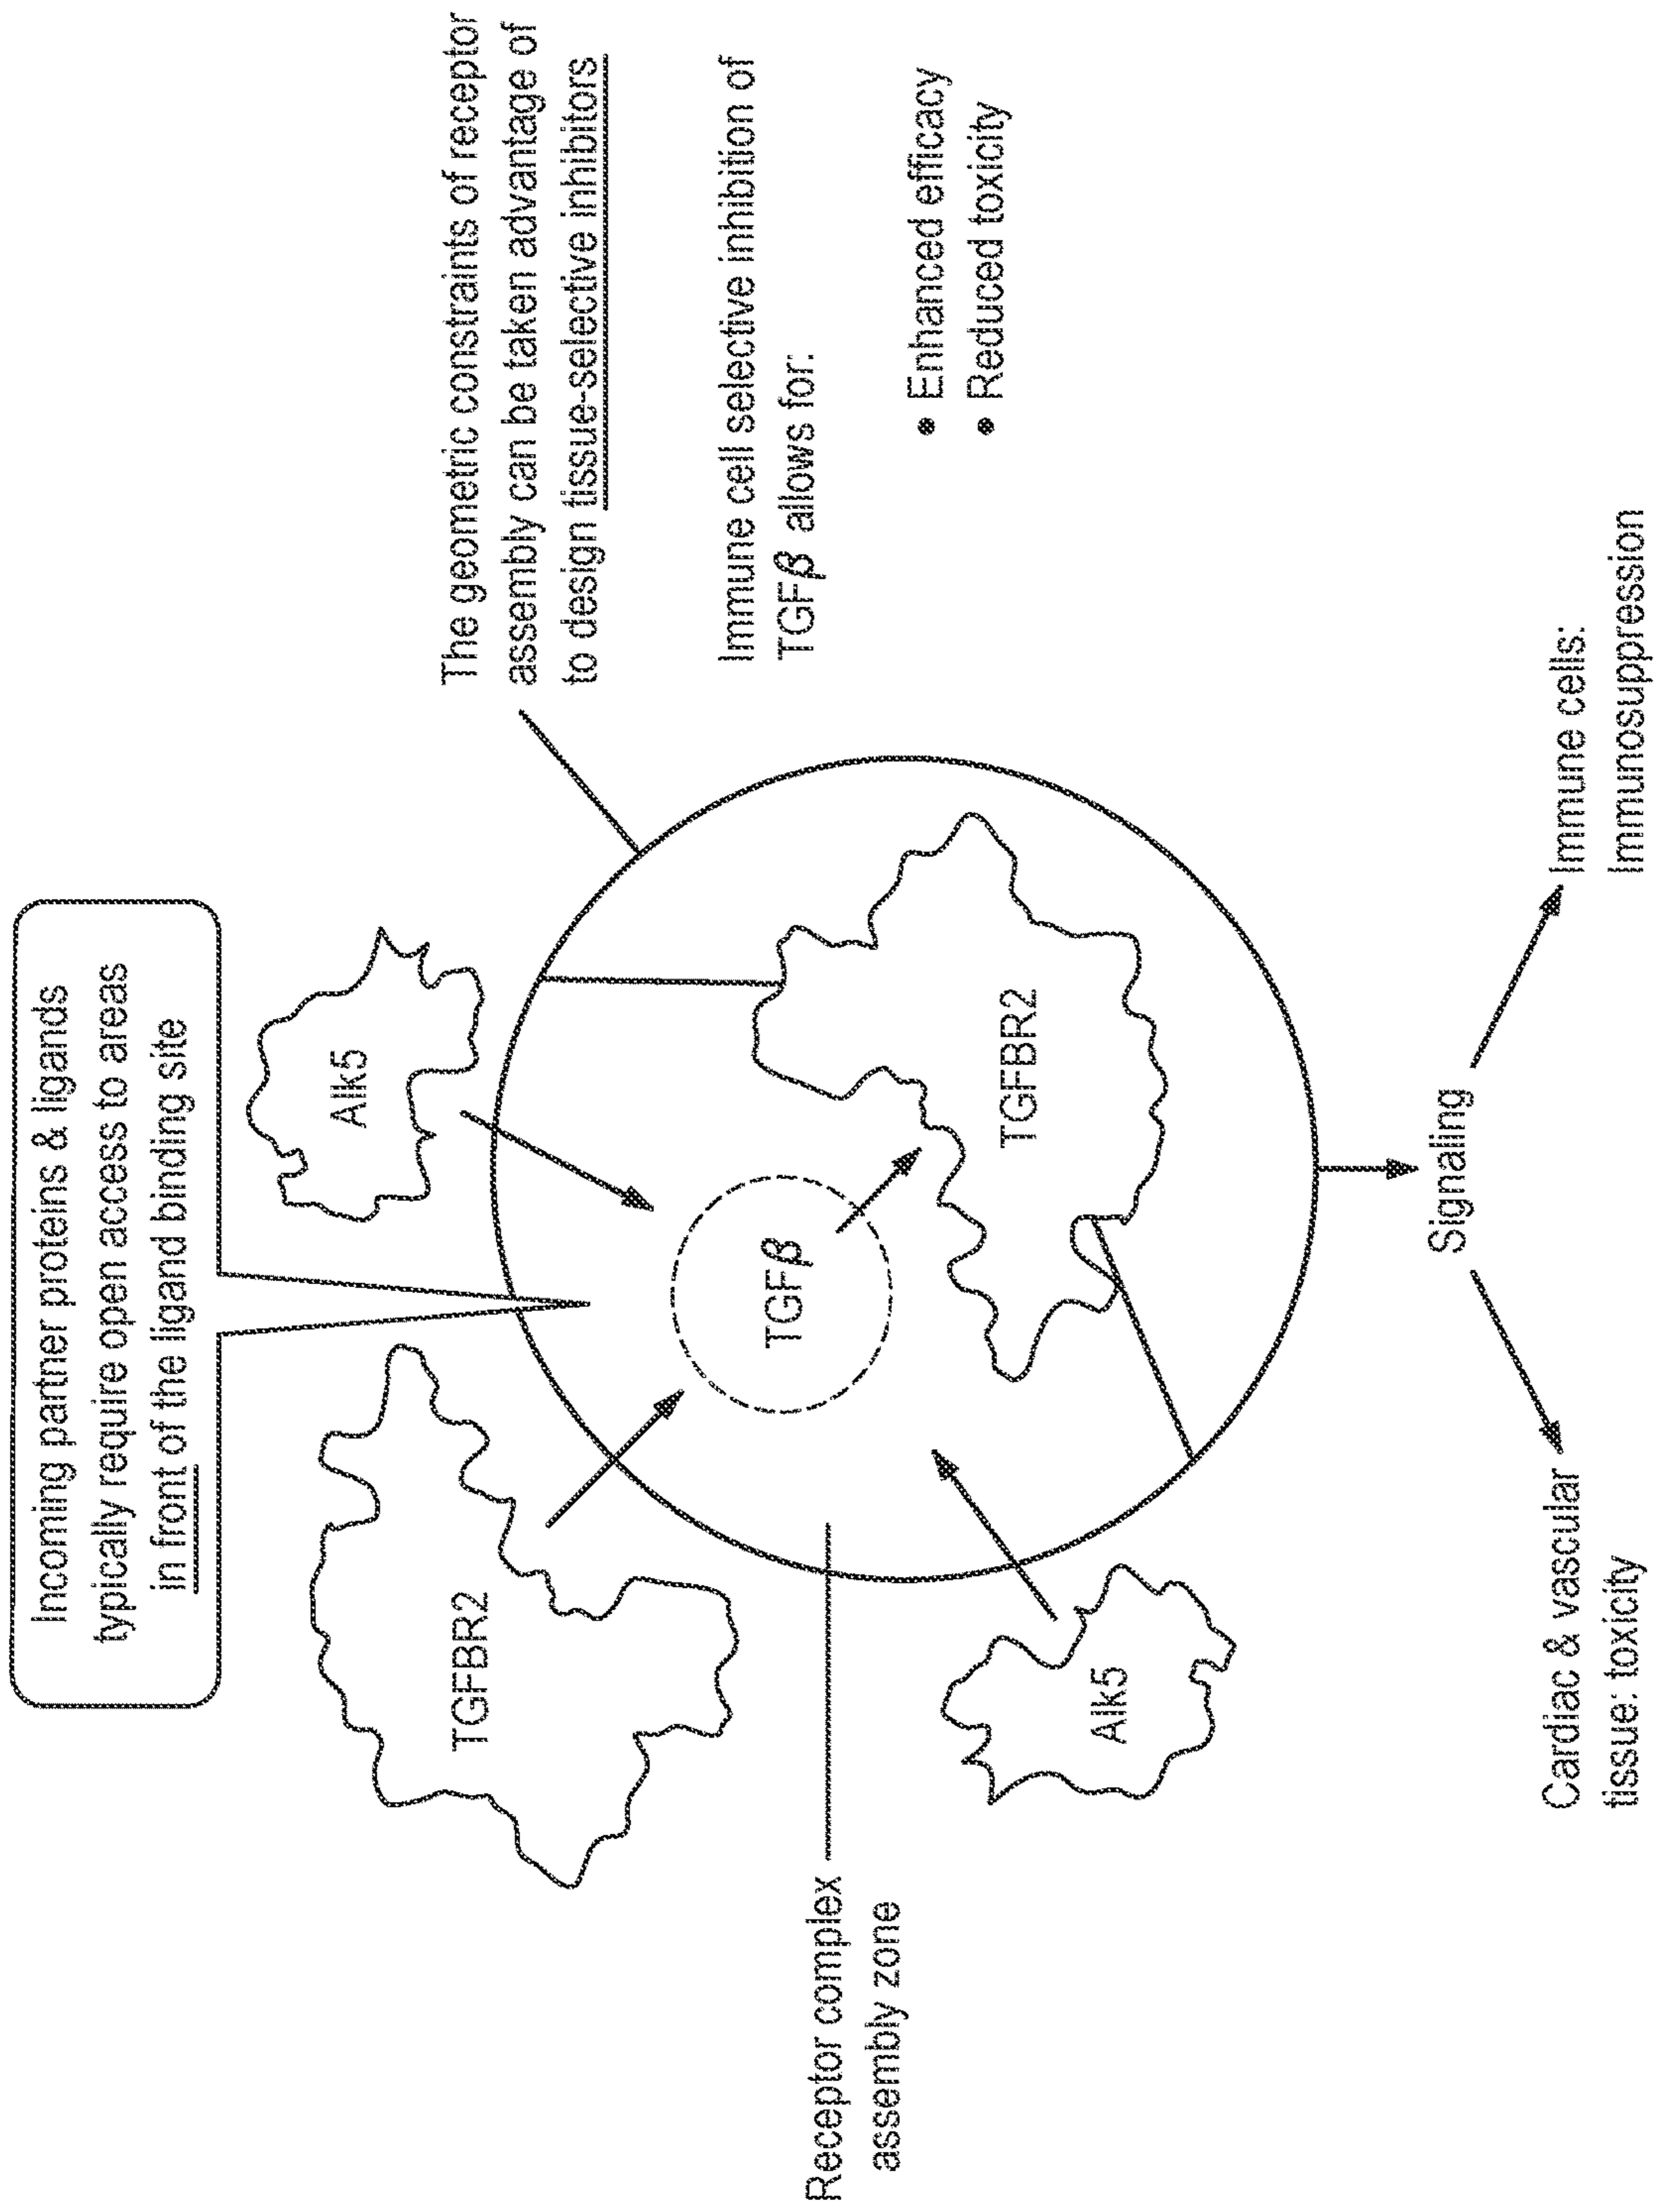 Incoming partner proteins & ligands
typically require open access to areas
in front of the ligand binding site
Alk5
TGFBR2
The geometric constraints of receptor
assembly can be taken advantage of
to design tissue-selective inhibitors
Immune cell selective inhibition of
TGFβ allows for:
• Enhanced efficacy
• Reduced toxicity
TGFβ
TGFBR2
Receptor complex
assembly zone
Alk5
Signaling
Cardiac & vascular
tissue: toxicity
Immune cells:
Immunosuppression